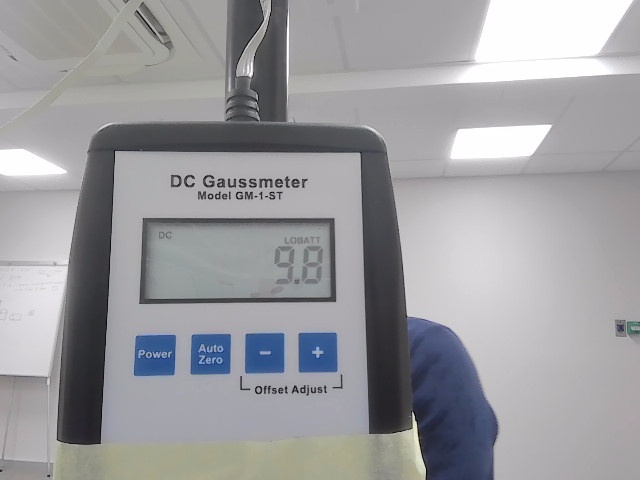 DC Gaussmeter
Model GM-1-ST
DC
LOBATT
9.8
Power
Auto
Zero
−
+
Offset Adjust